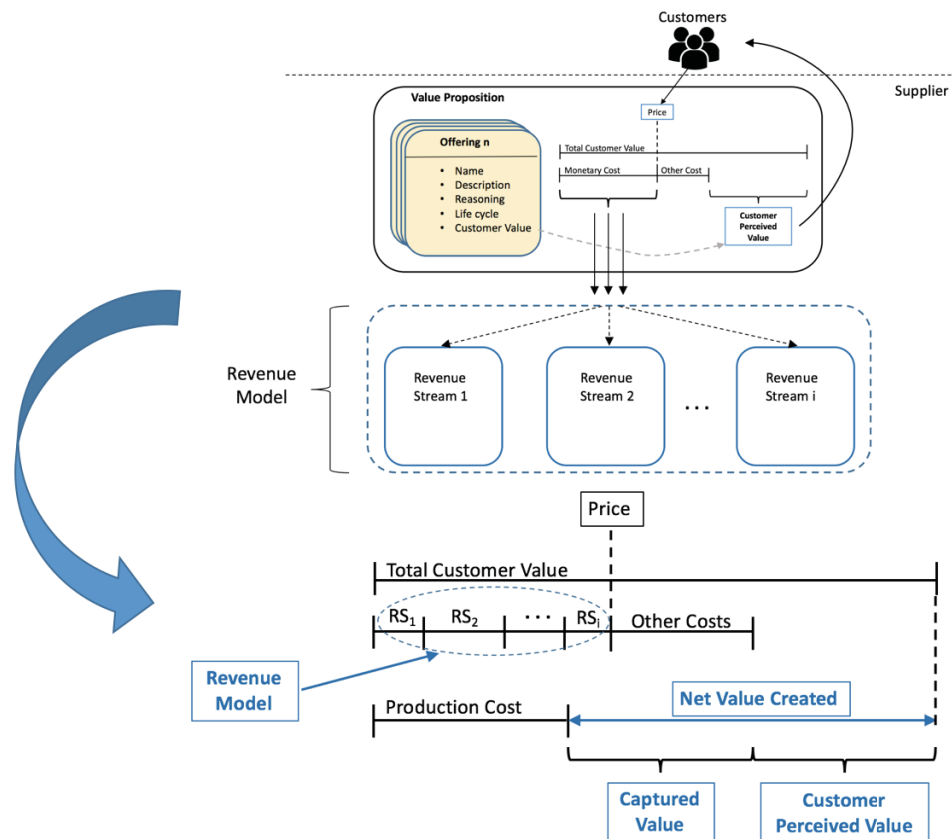 Customers
Supplier
Value Proposition
Price
Offering n
• Name
• Description
• Reasoning
• Life cycle
• Customer Value
Total Customer Value
Monetary Cost
Other Cost
Customer
Perceived
Value
Revenue
Model
Revenue
Stream 1
Revenue
Stream 2
...
Revenue
Stream i
Price
Total Customer Value
RS₁
RS₂
...
RSᵢ
Other Costs
Revenue
Model
Production Cost
Net Value Created
Captured
Value
Customer
Perceived Value